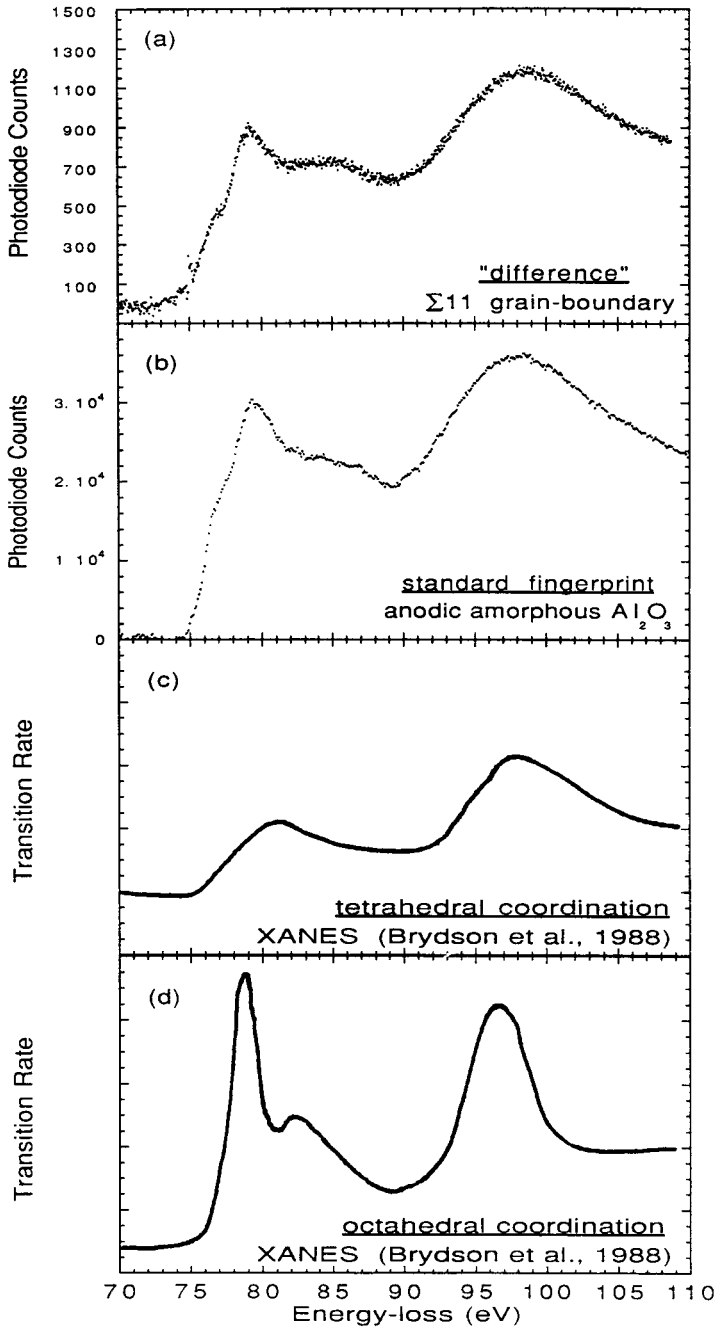 1500
1300
1100
900
700
500
300
100
Photodiode Counts
(a)
"difference"
∑11 grain-boundary
3. 10⁴
2. 10⁴
1 10⁴
0
Photodiode Counts
(b)
standard fingerprint
anodic amorphous Al₂O₃
Transition Rate
(c)
tetrahedral coordination
XANES (Brydson et al., 1988)
Transition Rate
(d)
octahedral coordination
XANES (Brydson et al., 1988)
70 75 80 85 90 95 100 105 110
Energy-loss (eV)